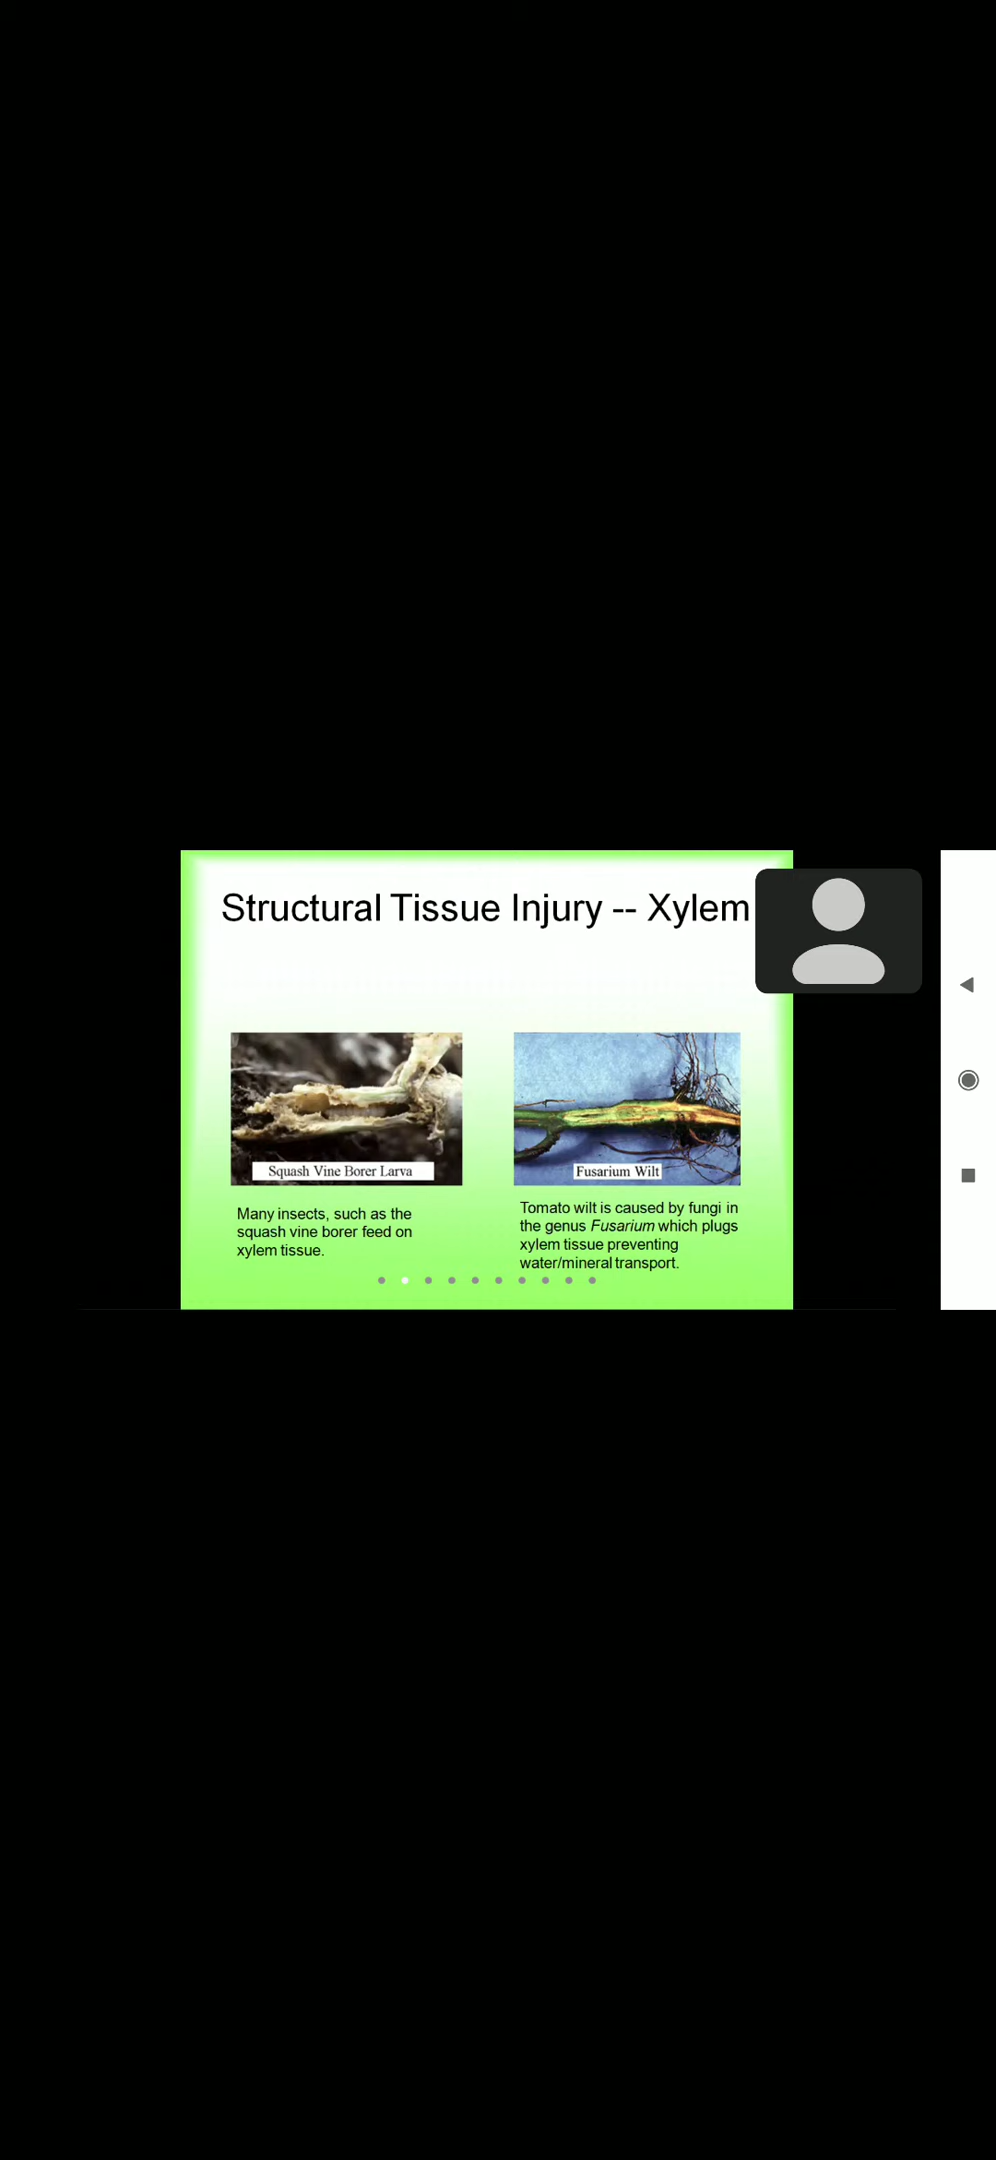 Structural Tissue Injury -- Xylem
Squash Vine Borer Larva
Many insects, such as the
squash vine borer feed on
xylem tissue.
Fusarium Wilt
Tomato wilt is caused by fungi in
the genus Fusarium which plugs
xylem tissue preventing
water/mineral transport.